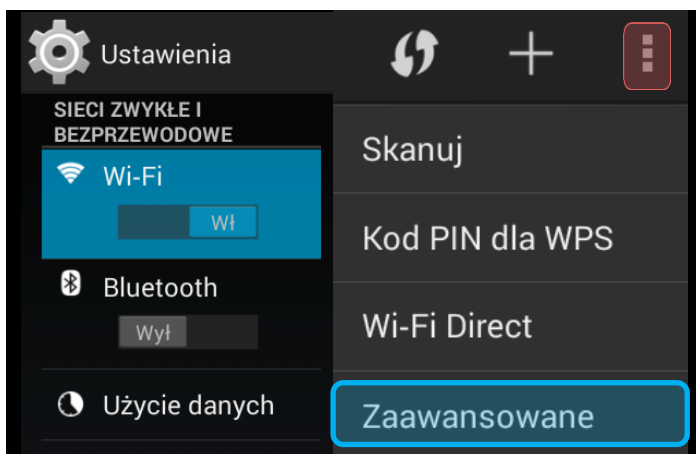 Ustawienia
SIECI ZWYKŁE I
BEZPRZEWODOWE
Wi-Fi
Wł
Bluetooth
Wył
Użycie danych
Skanuj
Kod PIN dla WPS
Wi-Fi Direct
Zaawansowane